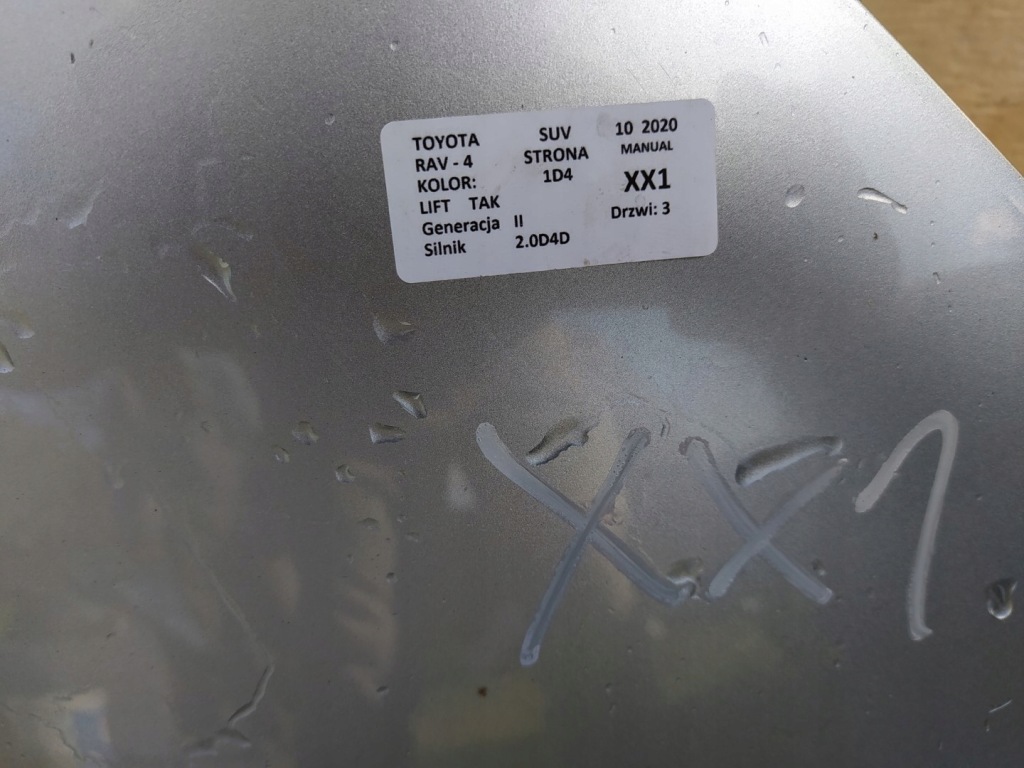 TOYOTA SUV 10 2020
RAV - 4 STRONA MANUAL
KOLOR: 1D4 XX1
LIFT TAK
Generacja II Drzwi: 3
Silnik 2.0D4D
XX1